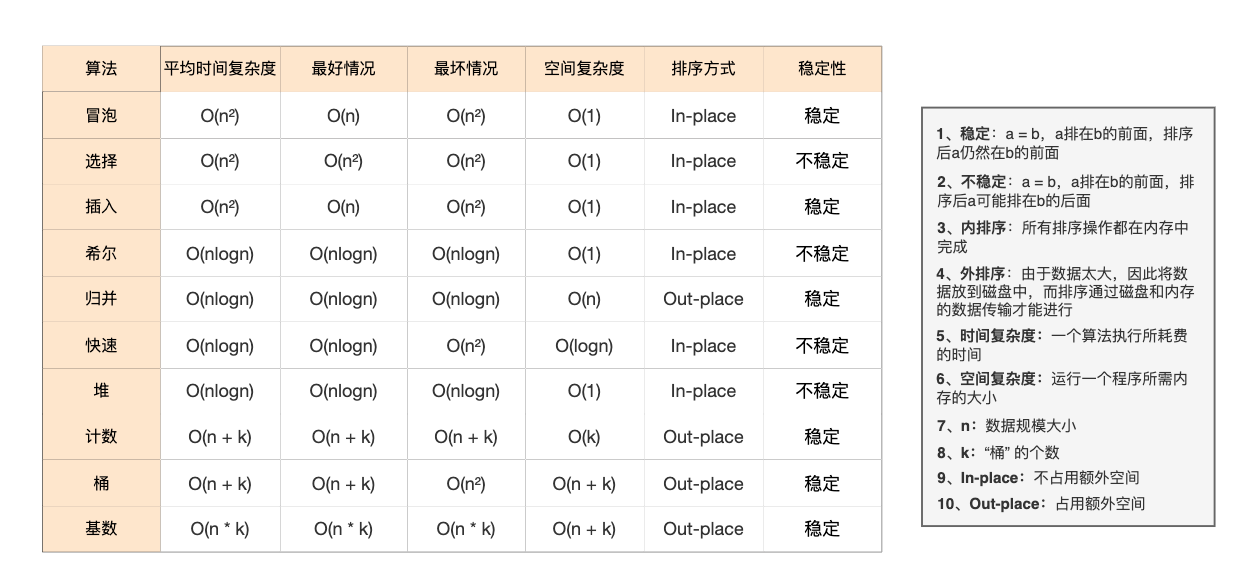 算法 平均时间复杂度 最好情况 最坏情况 空间复杂度 排序方式 稳定性
冒泡 O(n²) O(n) O(n²) O(1) In-place 稳定
选择 O(n²) O(n²) O(n²) O(1) In-place 不稳定
插入 O(n²) O(n) O(n²) O(1) In-place 稳定
希尔 O(nlogn) O(nlogn) O(nlogn) O(1) In-place 不稳定
归并 O(nlogn) O(nlogn) O(nlogn) O(n) Out-place 稳定
快速 O(nlogn) O(nlogn) O(n²) O(logn) In-place 不稳定
堆 O(nlogn) O(nlogn) O(nlogn) O(1) In-place 不稳定
计数 O(n + k) O(n + k) O(n + k) O(k) Out-place 稳定
桶 O(n + k) O(n + k) O(n²) O(n + k) Out-place 稳定
基数 O(n * k) O(n * k) O(n * k) O(n + k) Out-place 稳定
1、稳定：a = b，a排在b的前面，排序
后a仍然在b的前面
2、不稳定：a = b，a排在b的前面，排
序后a可能排在b的后面
3、内排序：所有排序操作都在内存中
完成
4、外排序：由于数据太大，因此将数
据放到磁盘中，而排序通过磁盘和内存
的数据传输才能进行
5、时间复杂度：一个算法执行所耗费
的时间
6、空间复杂度：运行一个程序所需内
存的大小
7、n：数据规模大小
8、k：“桶” 的个数
9、In-place：不占用额外空间
10、Out-place：占用额外空间